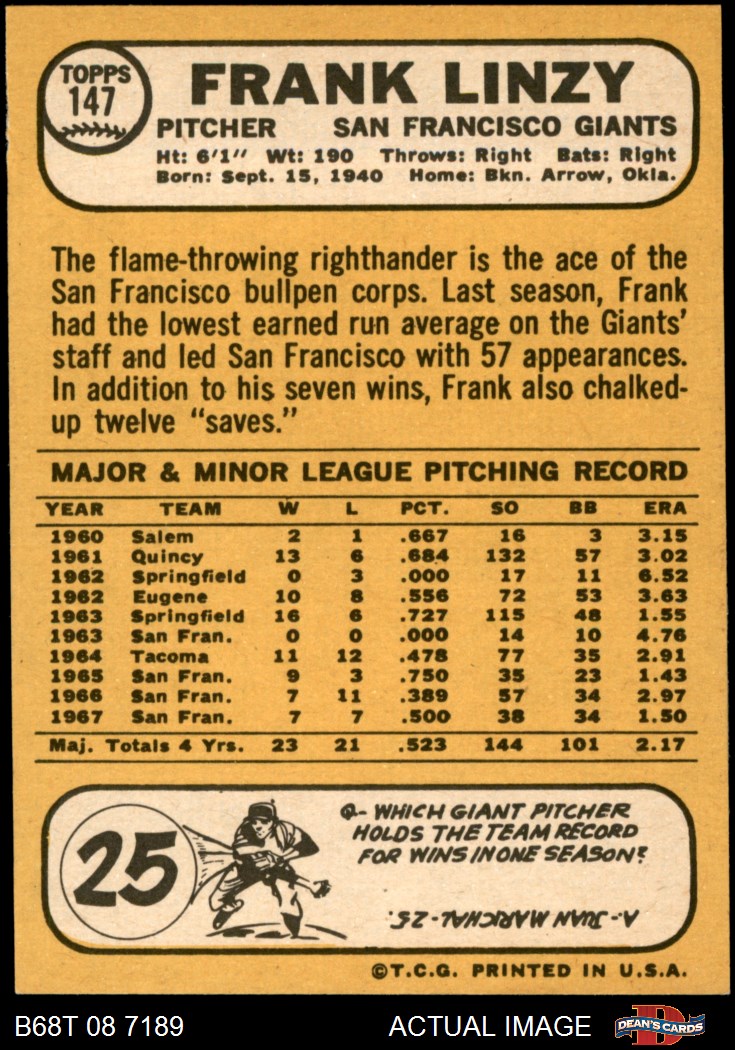 TOPPS
147
FRANK LINZY
PITCHER SAN FRANCISCO GIANTS
Ht: 6'1" Wt: 190 Throws: Right Bats: Right
Born: Sept. 15, 1940 Home: Bkn. Arrow, Okla.
The flame-throwing righthander is the ace of the
San Francisco bullpen corps. Last season, Frank
had the lowest earned run average on the Giants'
staff and led San Francisco with 57 appearances.
In addition to his seven wins, Frank also chalked-
up twelve "saves."
MAJOR & MINOR LEAGUE PITCHING RECORD
YEAR TEAM W L PCT. SO BB ERA
1960 Salem 2 1 .667 16 3 3.15
1961 Quincy 13 6 .684 132 57 3.02
1962 Springfield 0 3 .000 17 11 6.52
1962 Eugene 10 8 .556 72 53 3.63
1963 Springfield 16 6 .727 115 48 1.55
1963 San Fran. 0 0 .000 14 10 4.76
1964 Tacoma 11 12 .478 77 35 2.91
1965 San Fran. 9 3 .750 35 23 1.43
1966 San Fran. 7 11 .389 57 34 2.97
1967 San Fran. 7 7 .500 38 34 1.50
Maj. Totals 4 Yrs. 23 21 .523 144 101 2.17
25
Q- WHICH GIANT PITCHER
HOLDS THE TEAM RECORD
FOR WINS IN ONE SEASON?
A- JUAN MARICHAL - 25.
©T.C.G. PRINTED IN U.S.A.
B68T 08 7189 ACTUAL IMAGE DEAN'S CARDS